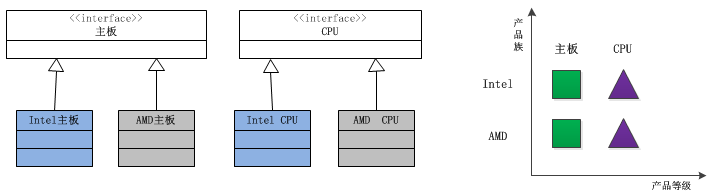 <<interface>>
主板
<<interface>>
CPU
Intel主板
AMD主板
Intel CPU
AMD CPU
产品族
主板
CPU
Intel
AMD
产品等级